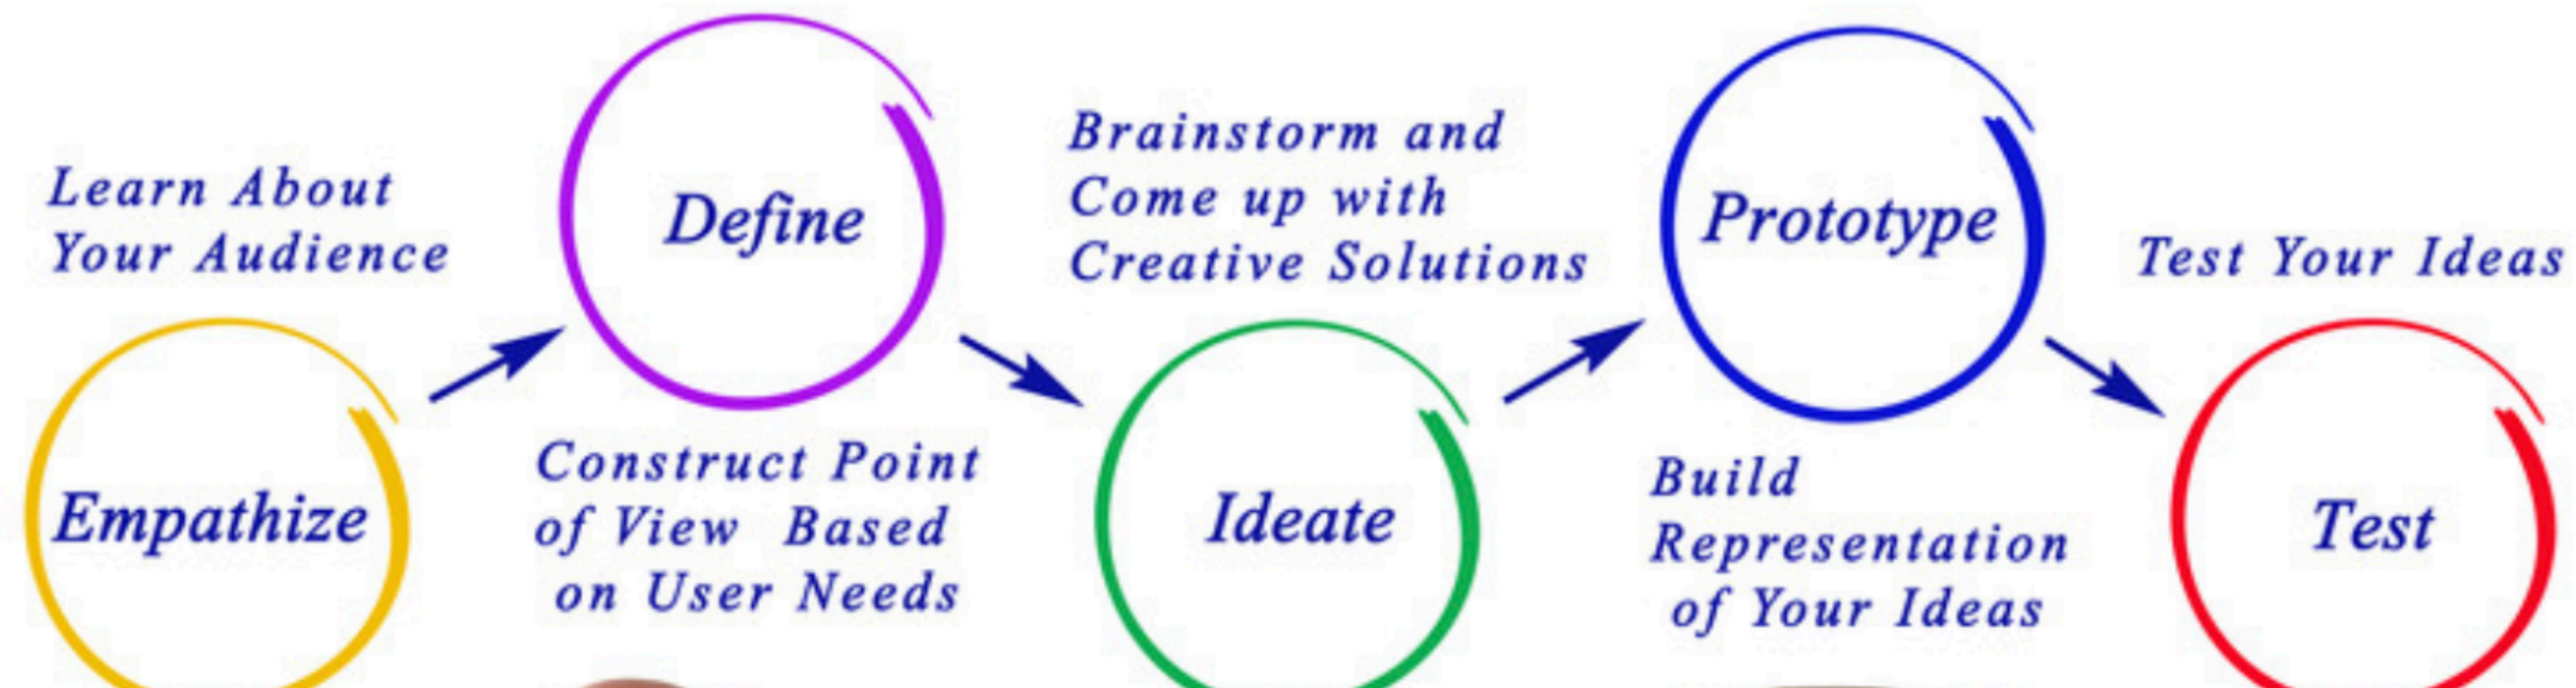 Learn About
Your Audience
Empathize
Define
Construct Point
of View Based
on User Needs
Brainstorm and
Come up with
Creative Solutions
Ideate
Prototype
Build
Representation
of Your Ideas
Test Your Ideas
Test